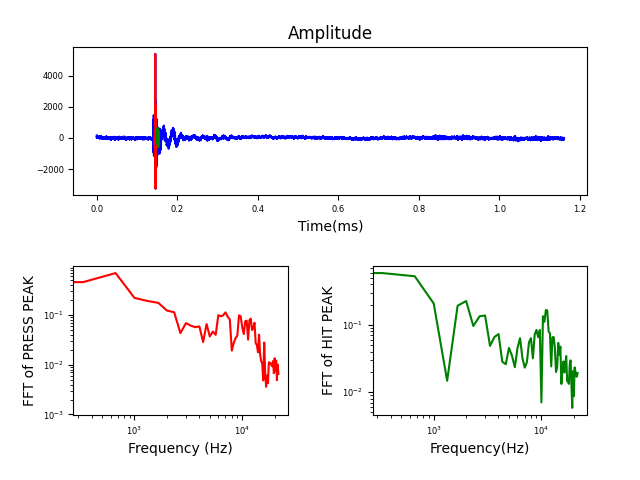 Amplitude
4000
2000
0
−2000
0.0 0.2 0.4 0.6 0.8 1.0 1.2
Time(ms)
FFT of PRESS PEAK
10⁻¹
10⁻²
10⁻³
10³ 10⁴
Frequency (Hz)
FFT of HIT PEAK
10⁻¹
10⁻²
10³ 10⁴
Frequency(Hz)